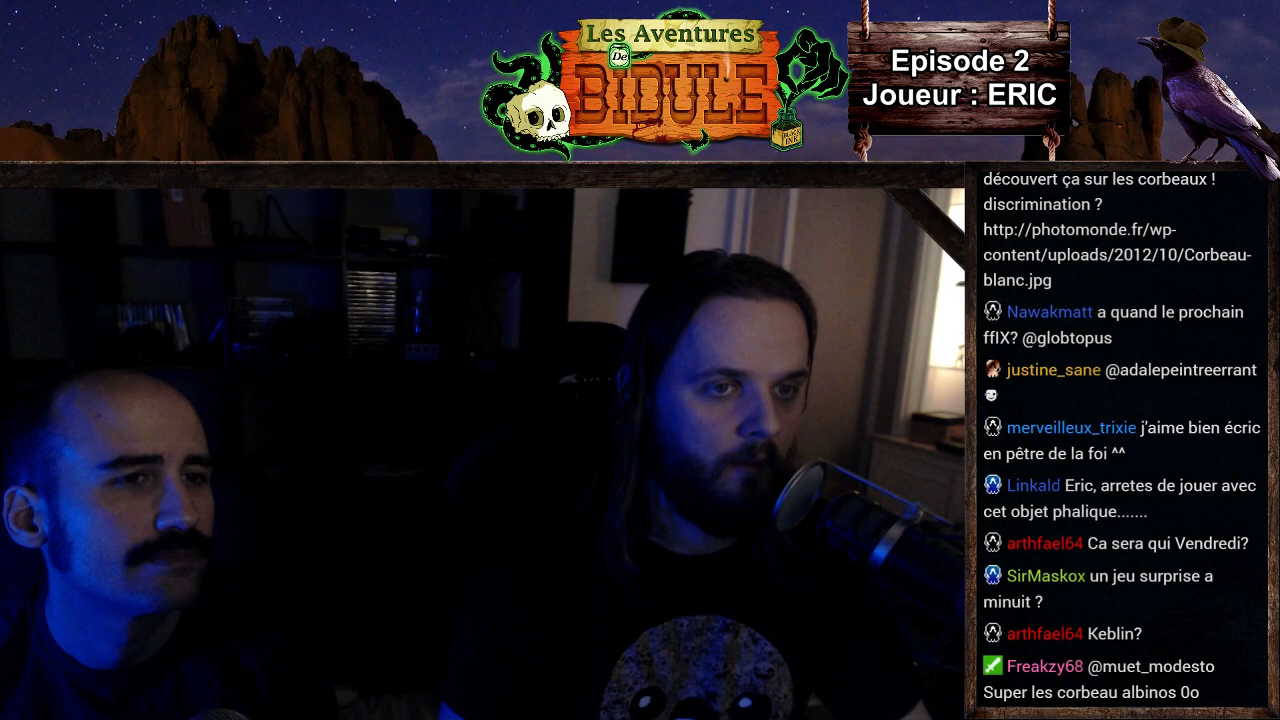 Les Aventures
De
BIDULE
BLACK
INK
Episode 2
Joueur : ERIC
découvert ça sur les corbeaux !
discrimination ?
http://photomonde.fr/wp-
content/uploads/2012/10/Corbeau-
blanc.jpg
Nawakmatt a quand le prochain
ffIX? @globtopus
justine_sane @adalepeintreerrant
merveilleux_trixie j'aime bien écric
en pêtre de la foi ^^
Linkald Eric, arretes de jouer avec
cet objet phalique.......
arthfael64 Ca sera qui Vendredi?
SirMaskox un jeu surprise a
minuit ?
arthfael64 Keblin?
Freakzy68 @muet_modesto
Super les corbeau albinos 0o